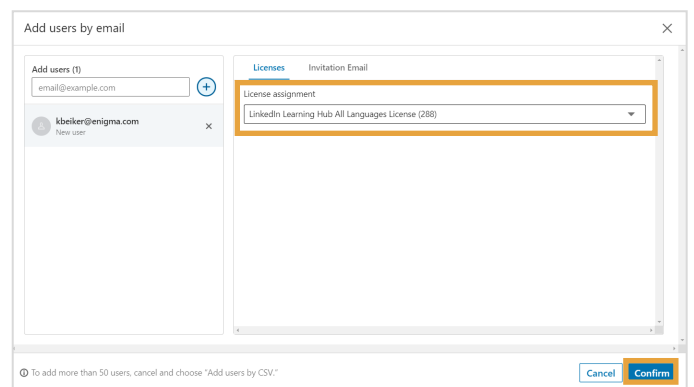 Add users by email
Add users (1)
email@example.com
kbeiker@enigma.com
New user
Licenses Invitation Email
License assignment
LinkedIn Learning Hub All Languages License (288)
To add more than 50 users, cancel and choose "Add users by CSV."
Cancel Confirm